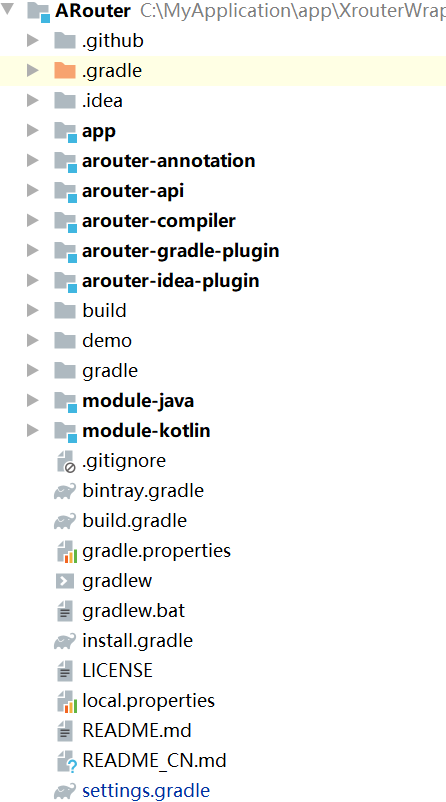 ARouter C:\MyApplication\app\XrouterWrap
.github
.gradle
.idea
app
arouter-annotation
arouter-api
arouter-compiler
arouter-gradle-plugin
arouter-idea-plugin
build
demo
gradle
module-java
module-kotlin
.gitignore
bintray.gradle
build.gradle
gradle.properties
gradlew
gradlew.bat
install.gradle
LICENSE
local.properties
README.md
README_CN.md
settings.gradle